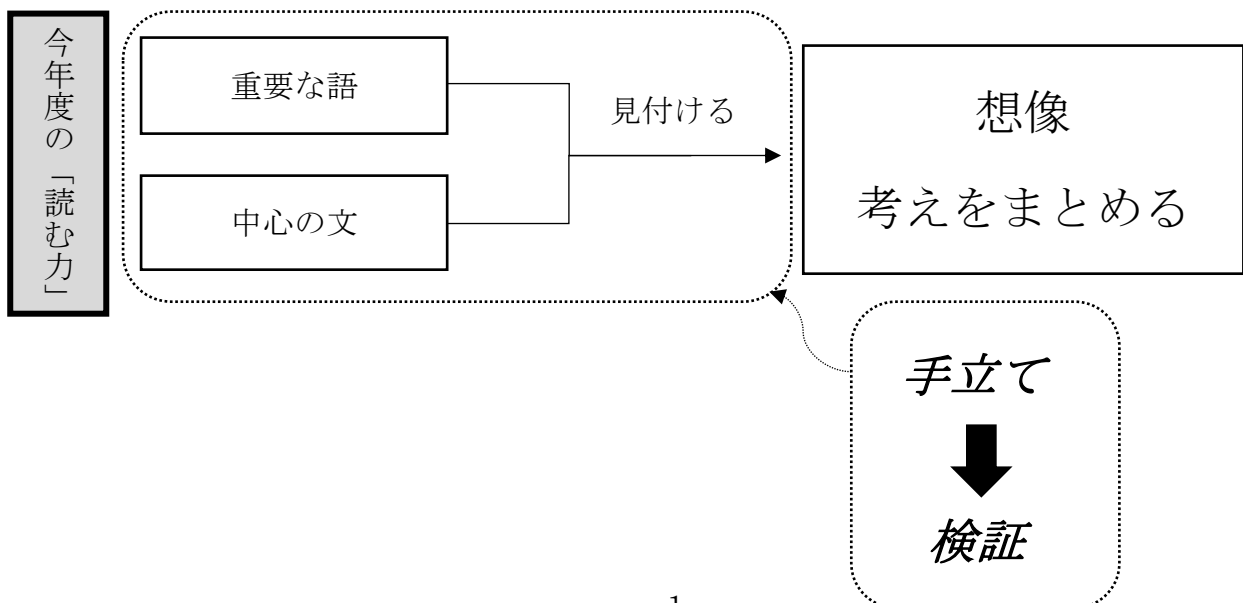 今年度の「読む力」
重要な語
中心の文
見付ける
想像
考えをまとめる
手立て
検証